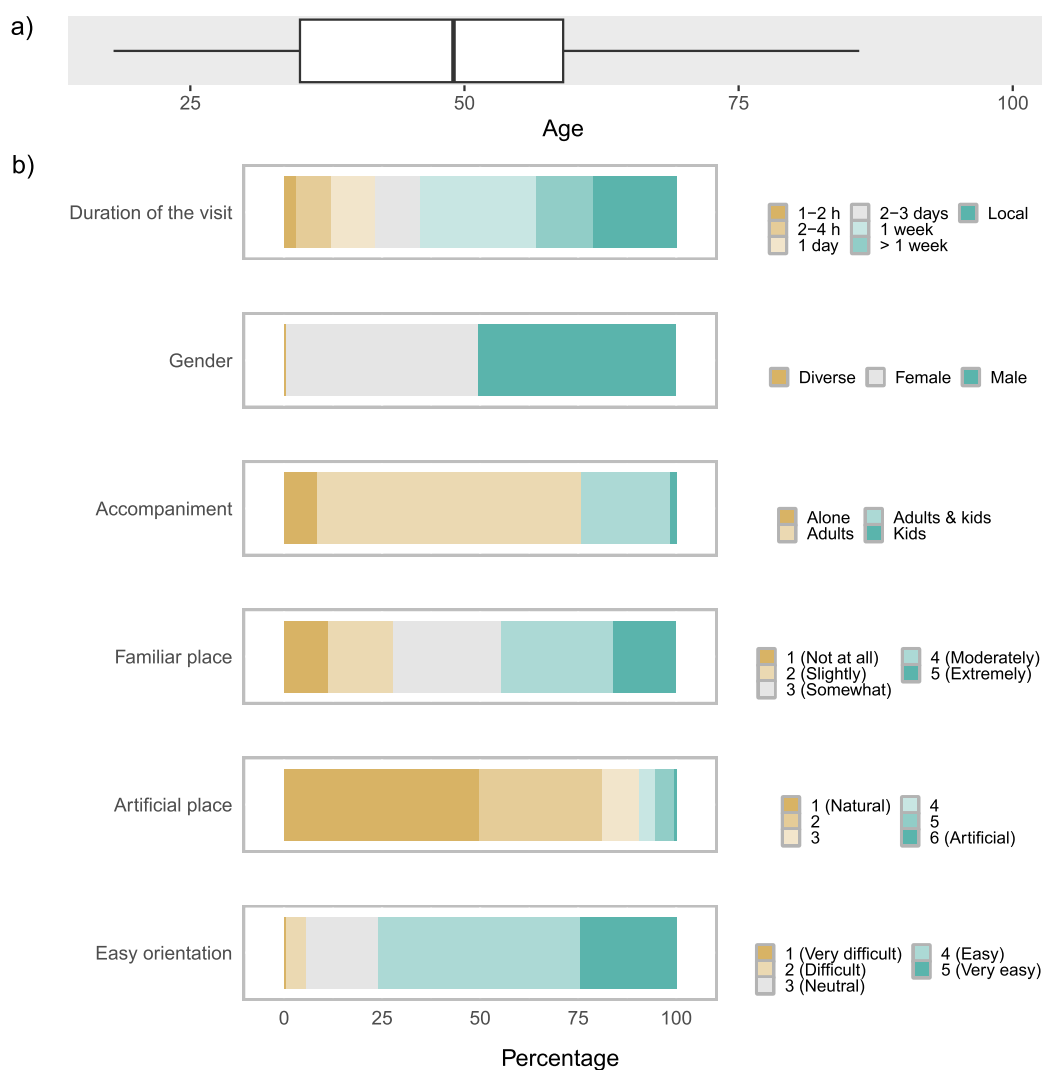 a)
25 50 75 100
Age
b)
Duration of the visit
1−2 h 2−3 days Local
2−4 h 1 week
1 day > 1 week
Gender
Diverse Female Male
Accompaniment
Alone Adults & kids
Adults Kids
Familiar place
1 (Not at all) 4 (Moderately)
2 (Slightly) 5 (Extremely)
3 (Somewhat)
Artificial place
1 (Natural) 4
2 5
3 6 (Artificial)
Easy orientation
1 (Very difficult) 4 (Easy)
2 (Difficult) 5 (Very easy)
3 (Neutral)
0 25 50 75 100
Percentage